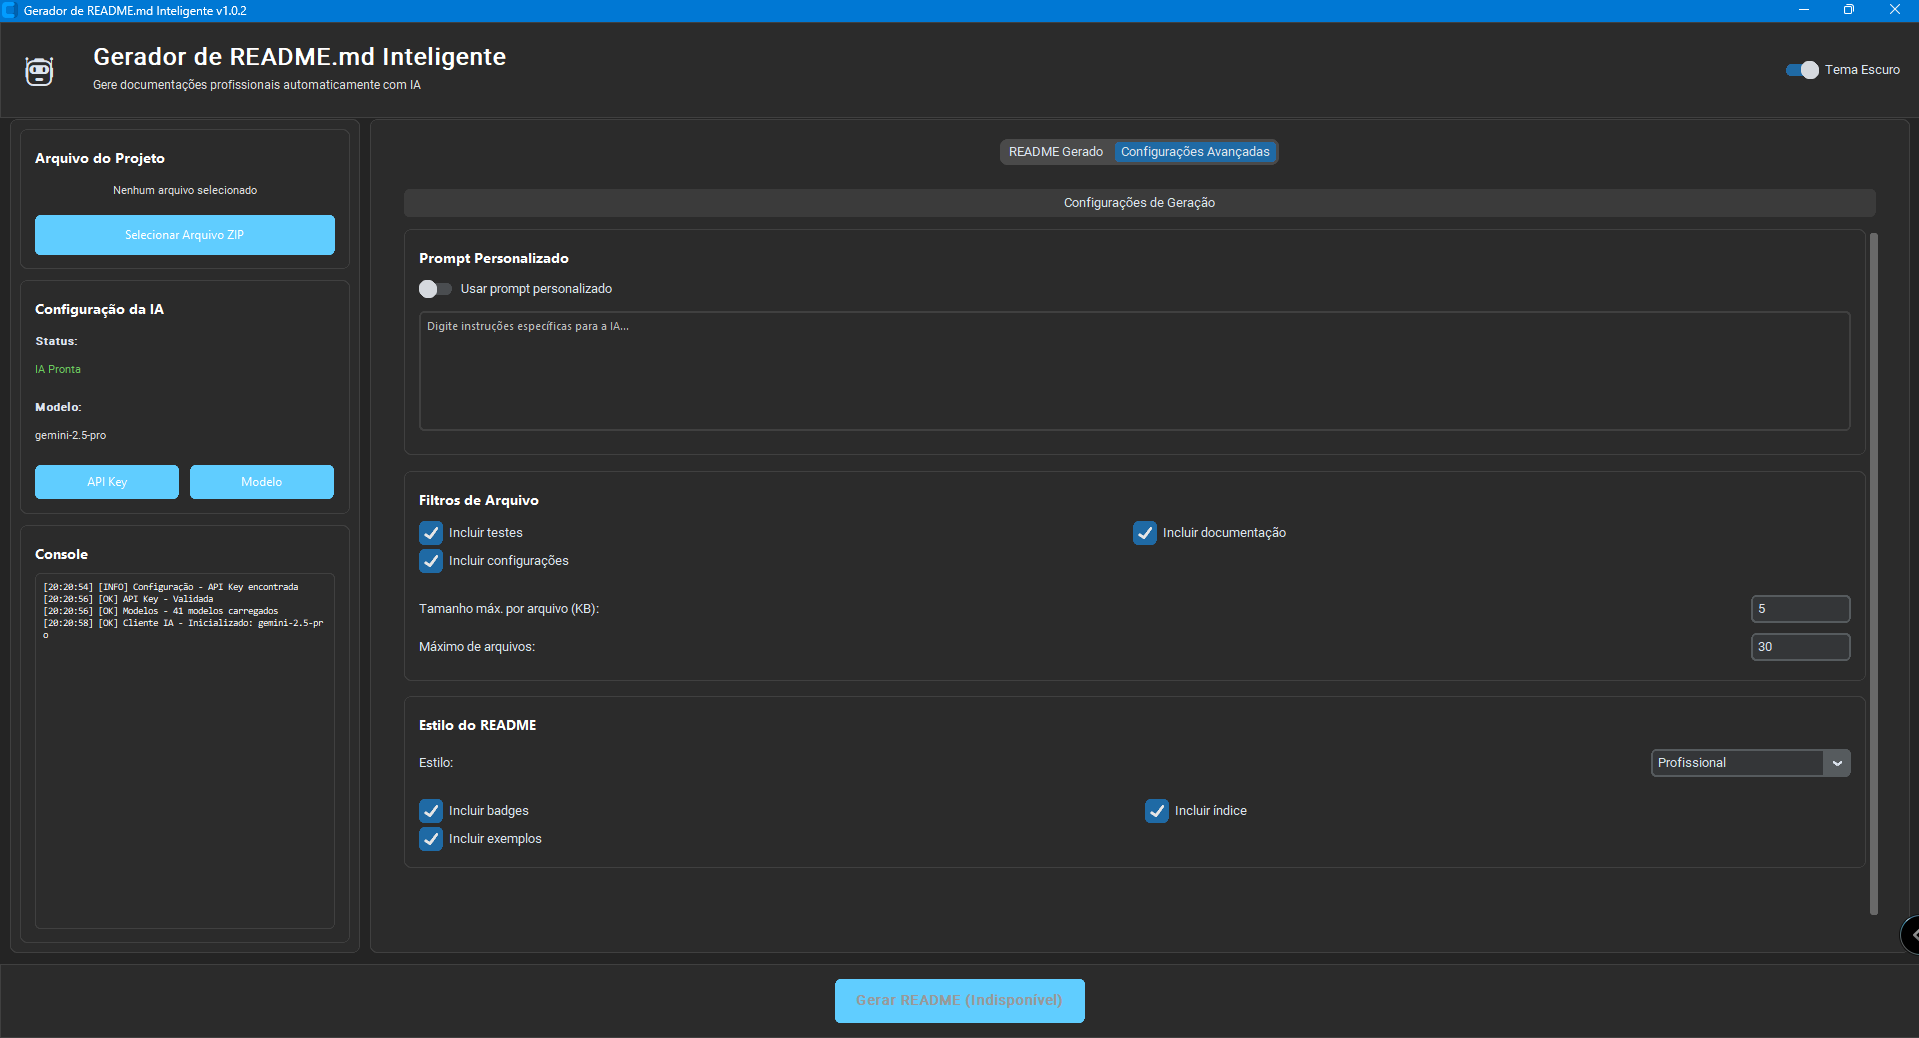 Gerador de README.md Inteligente v1.0.2
Gerador de README.md Inteligente
Gere documentações profissionais automaticamente com IA
Tema Escuro
Arquivo do Projeto
Nenhum arquivo selecionado
Selecionar Arquivo ZIP
Configuração da IA
Status:
IA Pronta
Modelo:
gemini-2.5-pro
API Key
Modelo
Console
[20:20:54] [INFO] Configuração - API Key encontrada
[20:20:56] [OK] API Key - Validada
[20:20:56] [OK] Modelos - 41 modelos carregados
[20:20:58] [OK] Cliente IA - Inicializado: gemini-2.5-pr
o
README Gerado
Configurações Avançadas
Configurações de Geração
Prompt Personalizado
Usar prompt personalizado
Digite instruções específicas para a IA...
Filtros de Arquivo
Incluir testes
Incluir documentação
Incluir configurações
Tamanho máx. por arquivo (KB):
5
Máximo de arquivos:
30
Estilo do README
Estilo:
Profissional
Incluir badges
Incluir índice
Incluir exemplos
Gerar README (Indisponível)